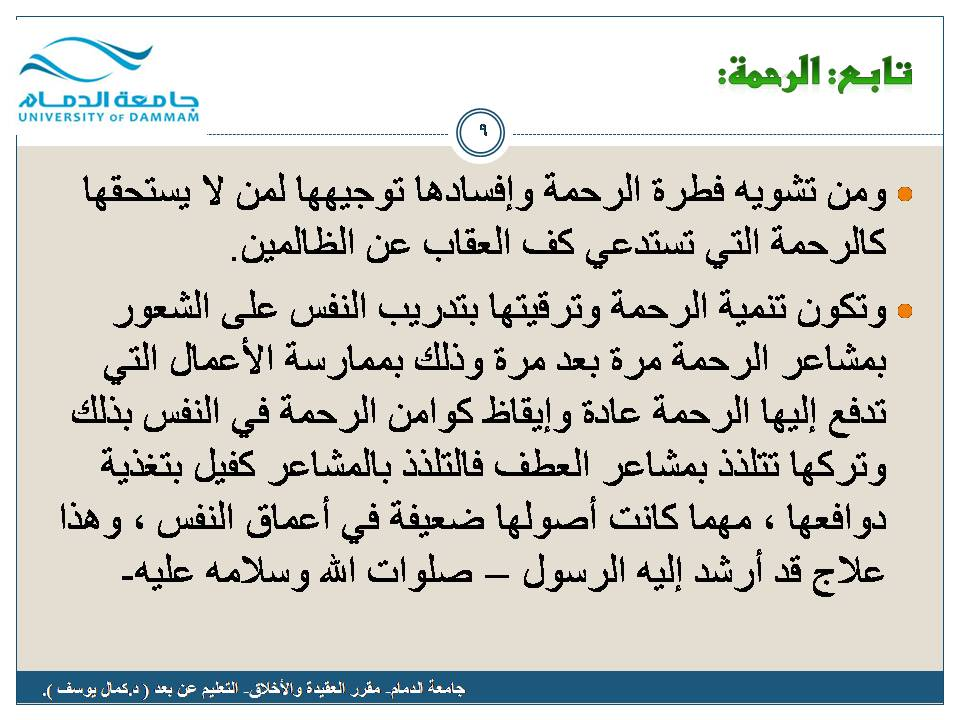 جامعة الدمام
UNIVERSITY OF DAMMAM
تابع: الرحمة:
٩
• ومن تشويه فطرة الرحمة وإفسادها توجيهها لمن لا يستحقها
كالرحمة التي تستدعي كف العقاب عن الظالمين.
• وتكون تنمية الرحمة وترقيتها بتدريب النفس على الشعور
بمشاعر الرحمة مرة بعد مرة وذلك بممارسة الأعمال التي
تدفع إليها الرحمة عادة وإيقاظ كوامن الرحمة في النفس بذلك
وتركها تتلذذ بمشاعر العطف فالتلذذ بالمشاعر كفيل بتغذية
دوافعها ، مهما كانت أصولها ضعيفة في أعماق النفس ، وهذا
علاج قد أرشد إليه الرسول – صلوات الله وسلامه عليه-
جامعة الدمام- مقرر العقيدة والأخلاق- التعليم عن بعد ( د.كمال يوسف ).